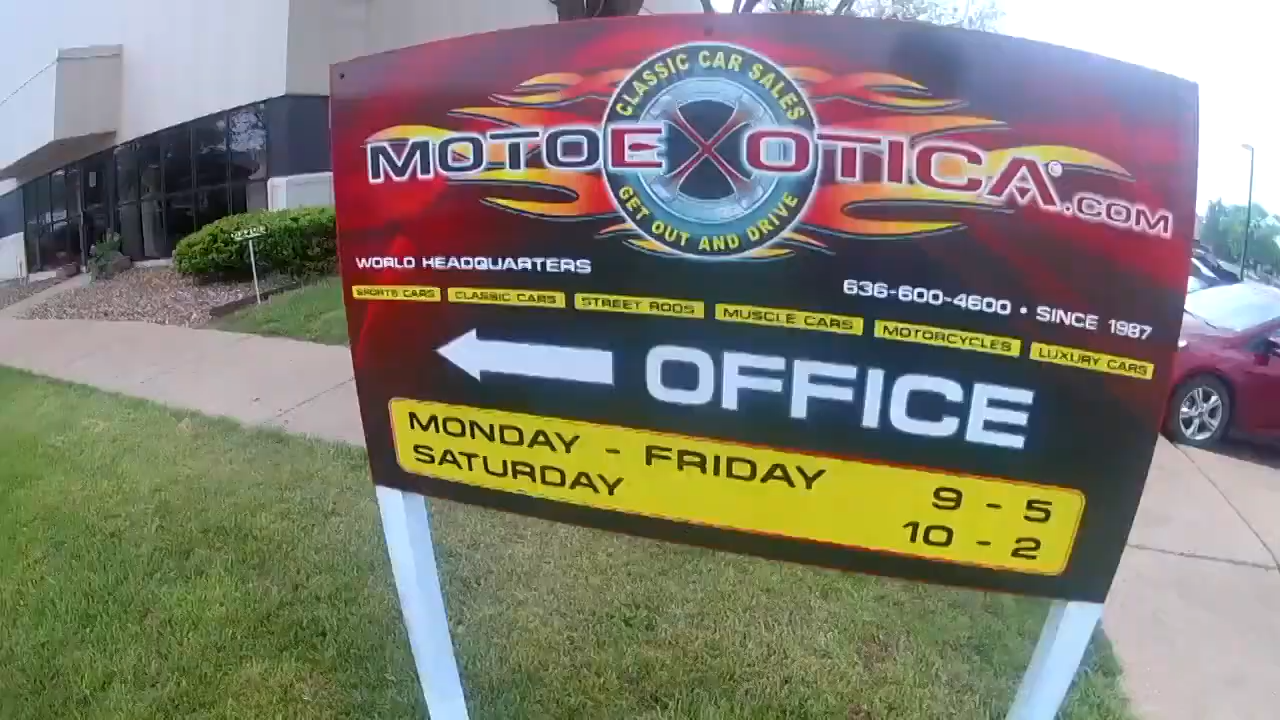 CLASSIC CAR SALES
MOTOEXOTICA®.COM
GET OUT AND DRIVE
WORLD HEADQUARTERS
636-600-4600 • SINCE 1987
SPORTS CARS CLASSIC CARS STREET RODS MUSCLE CARS MOTORCYCLES LUXURY CARS
OFFICE
MONDAY - FRIDAY 9 - 5
SATURDAY 10 - 2